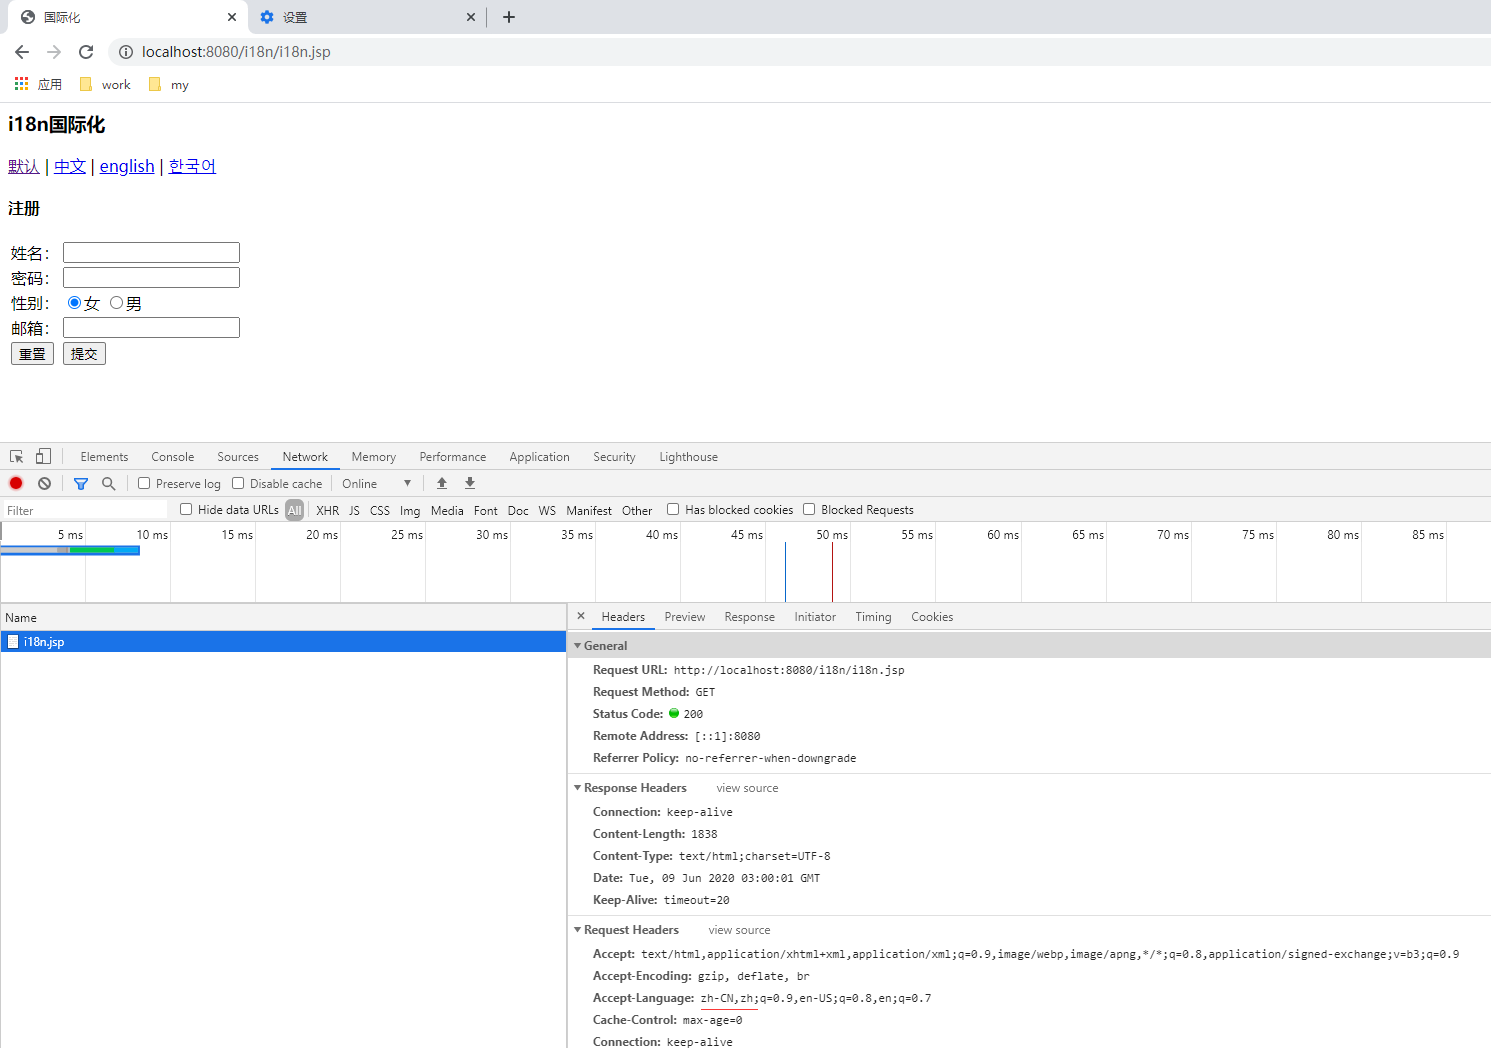 国际化
设置
localhost:8080/i18n/i18n.jsp
应用 work my
i18n国际化
默认 | 中文 | english | 한국어
注册
姓名：
密码：
性别： 女 男
邮箱：
重置 提交
Elements Console Sources Network Memory Performance Application Security Lighthouse
Preserve log Disable cache Online
Filter Hide data URLs All XHR JS CSS Img Media Font Doc WS Manifest Other Has blocked cookies Blocked Requests
5 ms 10 ms 15 ms 20 ms 25 ms 30 ms 35 ms 40 ms 45 ms 50 ms 55 ms 60 ms 65 ms 70 ms 75 ms 80 ms 85 ms
Name
i18n.jsp
Headers Preview Response Initiator Timing Cookies
General
Request URL: http://localhost:8080/i18n/i18n.jsp
Request Method: GET
Status Code: 200
Remote Address: [::1]:8080
Referrer Policy: no-referrer-when-downgrade
Response Headers view source
Connection: keep-alive
Content-Length: 1838
Content-Type: text/html;charset=UTF-8
Date: Tue, 09 Jun 2020 03:00:01 GMT
Keep-Alive: timeout=20
Request Headers view source
Accept: text/html,application/xhtml+xml,application/xml;q=0.9,image/webp,image/apng,*/*;q=0.8,application/signed-exchange;v=b3;q=0.9
Accept-Encoding: gzip, deflate, br
Accept-Language: zh-CN,zh;q=0.9,en-US;q=0.8,en;q=0.7
Cache-Control: max-age=0
Connection: keep-alive